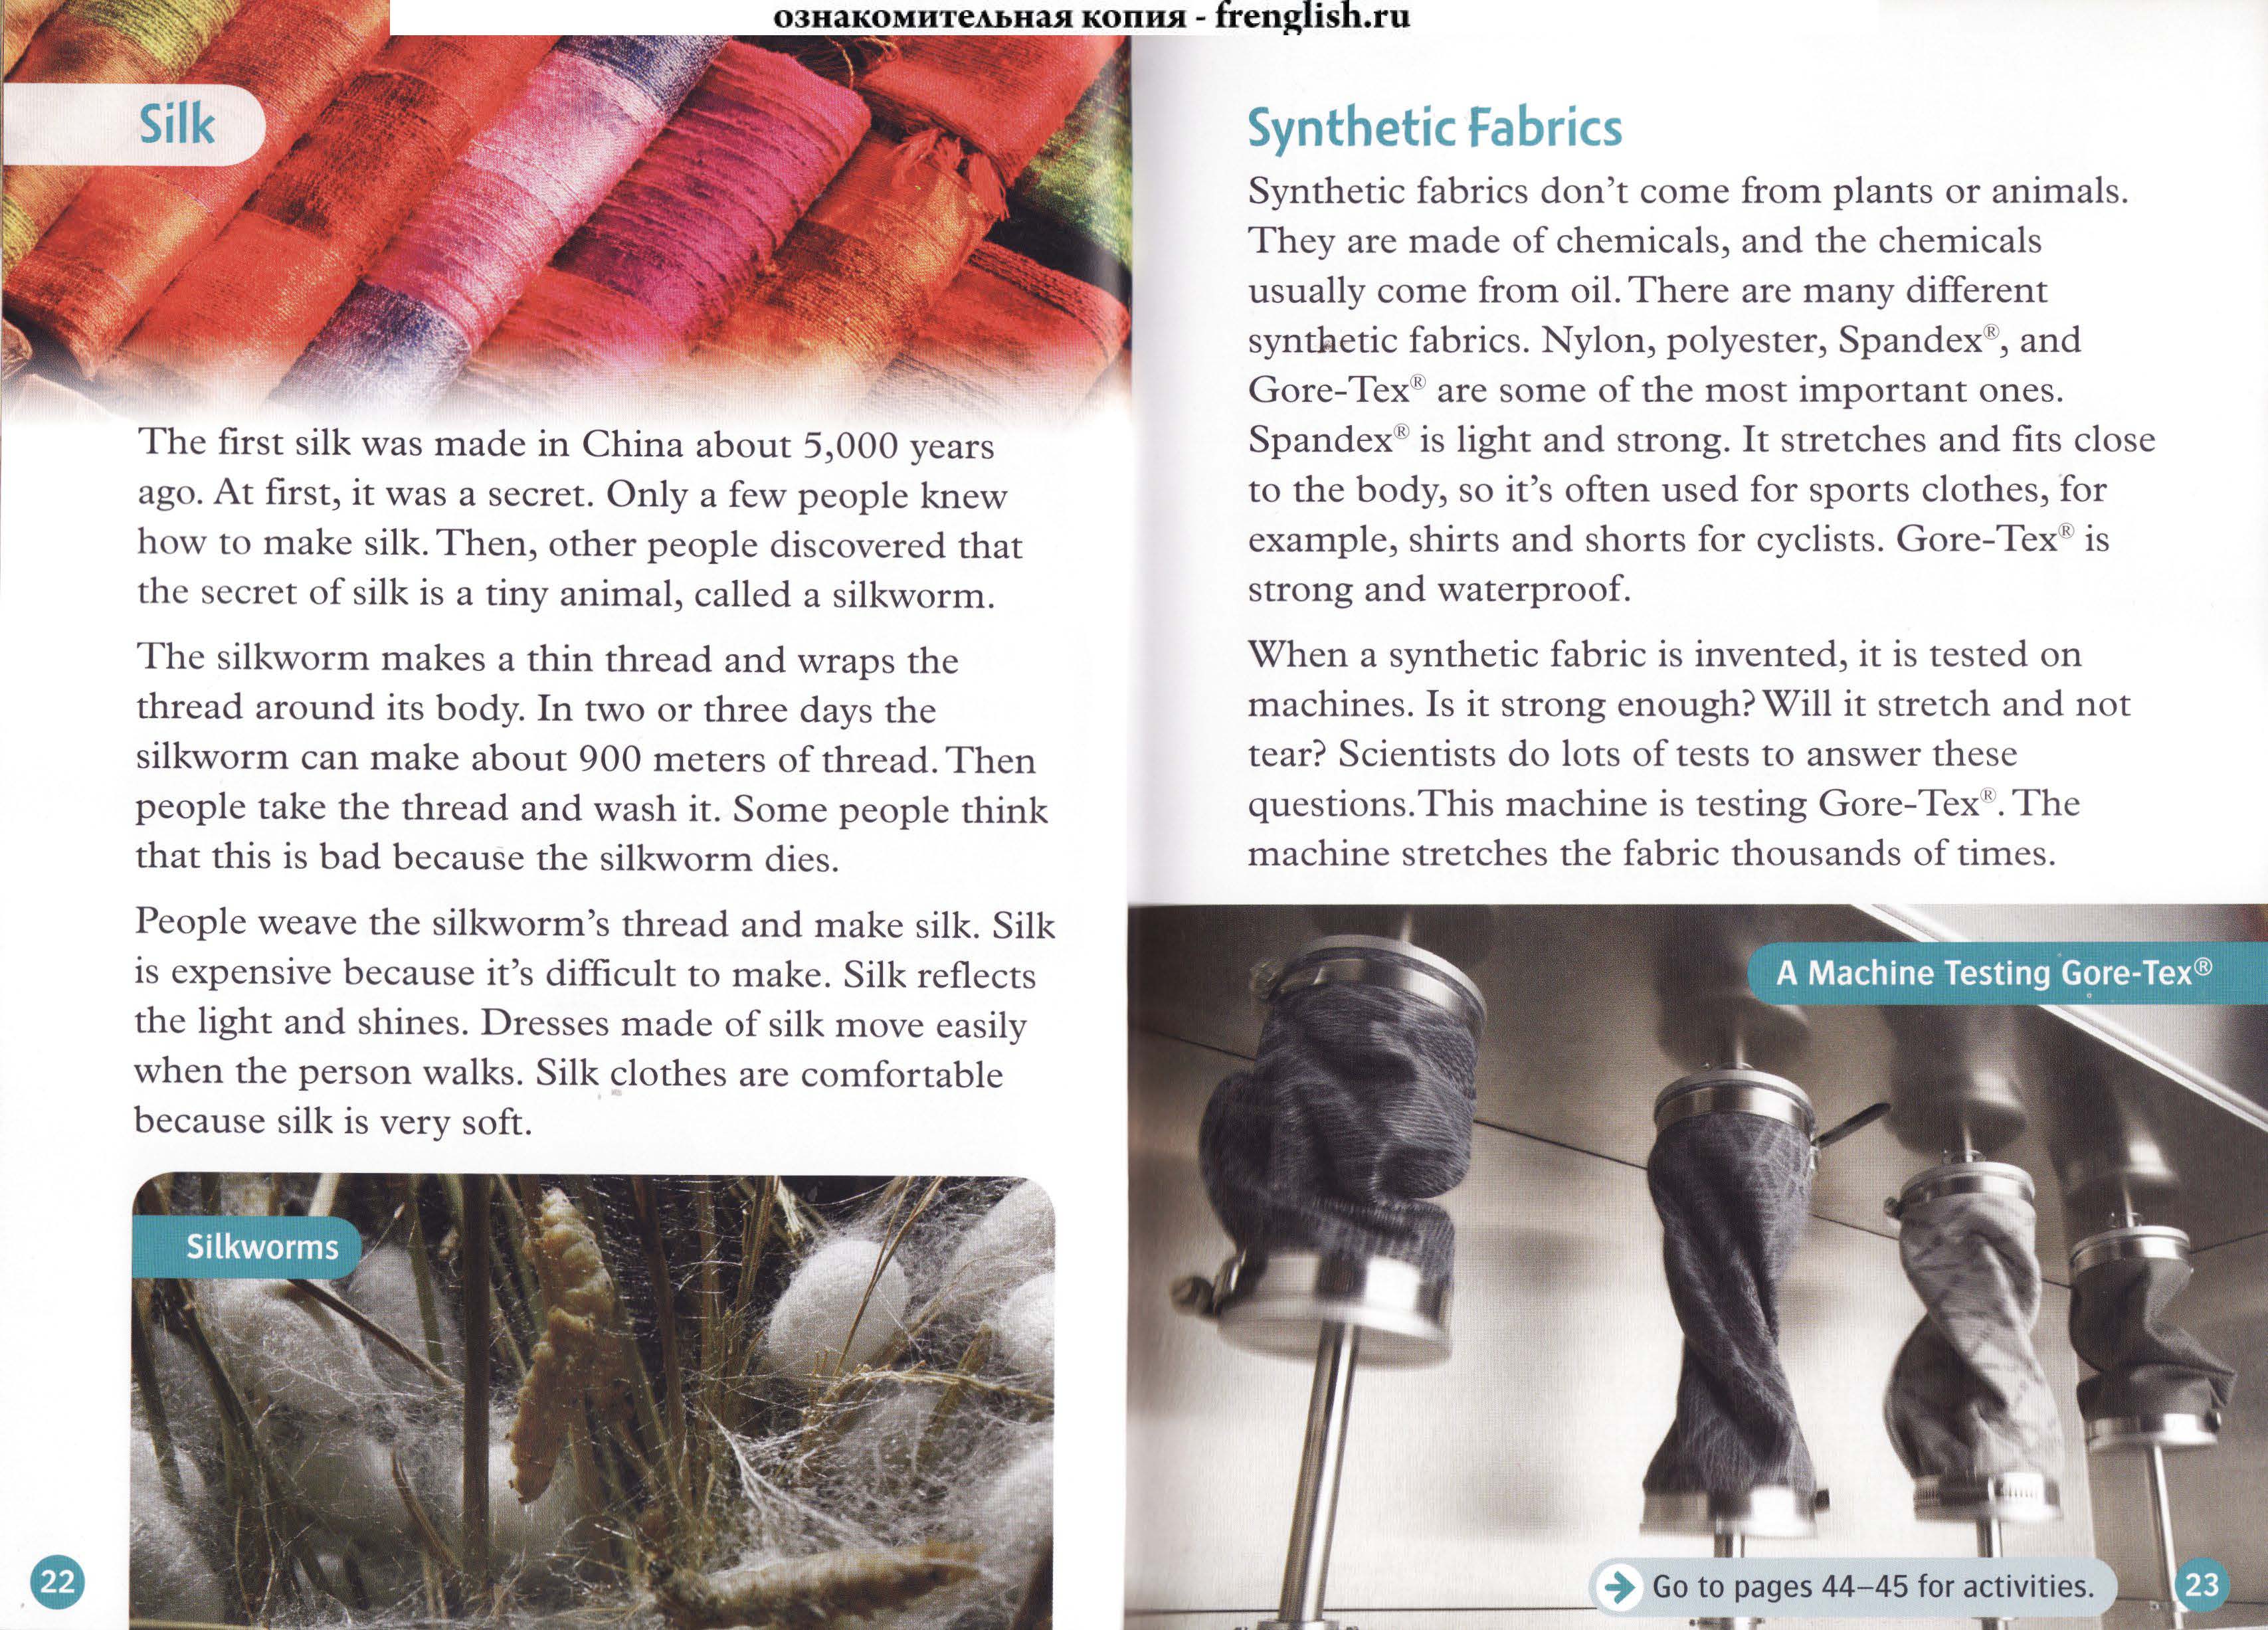 ознакомительная копия - frenglish.ru
Silk
The first silk was made in China about 5,000 years
ago. At first, it was a secret. Only a few people knew
how to make silk. Then, other people discovered that
the secret of silk is a tiny animal, called a silkworm.
The silkworm makes a thin thread and wraps the
thread around its body. In two or three days the
silkworm can make about 900 meters of thread. Then
people take the thread and wash it. Some people think
that this is bad because the silkworm dies.
People weave the silkworm's thread and make silk. Silk
is expensive because it's difficult to make. Silk reflects
the light and shines. Dresses made of silk move easily
when the person walks. Silk clothes are comfortable
because silk is very soft.
Silkworms
22
Synthetic Fabrics
Synthetic fabrics don't come from plants or animals.
They are made of chemicals, and the chemicals
usually come from oil. There are many different
synthetic fabrics. Nylon, polyester, Spandex®, and
Gore-Tex® are some of the most important ones.
Spandex® is light and strong. It stretches and fits close
to the body, so it's often used for sports clothes, for
example, shirts and shorts for cyclists. Gore-Tex® is
strong and waterproof.
When a synthetic fabric is invented, it is tested on
machines. Is it strong enough? Will it stretch and not
tear? Scientists do lots of tests to answer these
questions. This machine is testing Gore-Tex®. The
machine stretches the fabric thousands of times.
A Machine Testing Gore-Tex®
Go to pages 44–45 for activities.
23